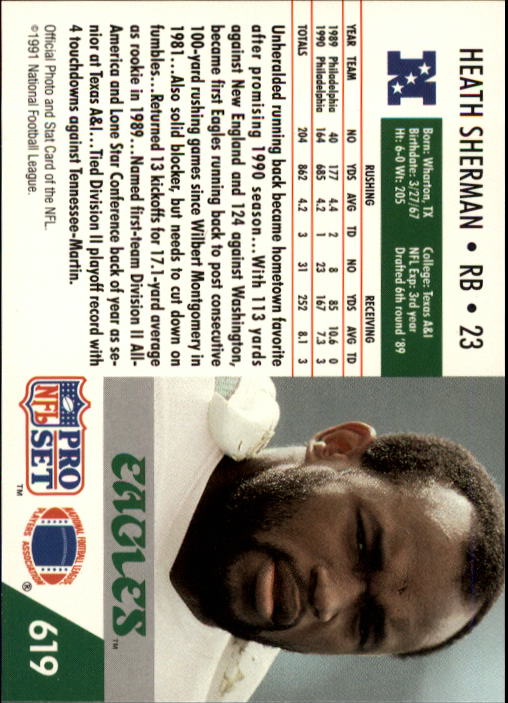 HEATH SHERMAN • RB • 23
N
Born: Wharton, TX College: Texas A&I
Birthdate: 3/27/67 NFL Exp: 3rd year
Ht: 6-0 Wt: 205 Drafted 6th round '89
RUSHING RECEIVING
YEAR TEAM NO YDS AVG TD NO YDS AVG TD
1989 Philadelphia 40 177 4.4 2 8 85 10.6 0
1990 Philadelphia 164 685 4.2 1 23 167 7.3 3
TOTALS 204 862 4.2 3 31 252 8.1 3
Unheralded running back became hometown favorite
after promising 1990 season...With 113 yards
against New England and 124 against Washington,
became first Eagles running back to post consecutive
100-yard rushing games since Wilbert Montgomery in
1981...Also solid blocker, but needs to cut down on
fumbles...Returned 13 kickoffs for 17.1-yard average
as rookie in 1989...Named first-team Division II All-
America and Lone Star Conference back of year as se-
nior at Texas A&I...Tied Division II playoff record with
4 touchdowns against Tennessee-Martin.
Official Photo and Stat Card of the NFL.
©1991 National Football League.
EAGLES™
PRO
NFL
SET™
NATIONAL FOOTBALL LEAGUE
PLAYERS ASSOCIATION®
619